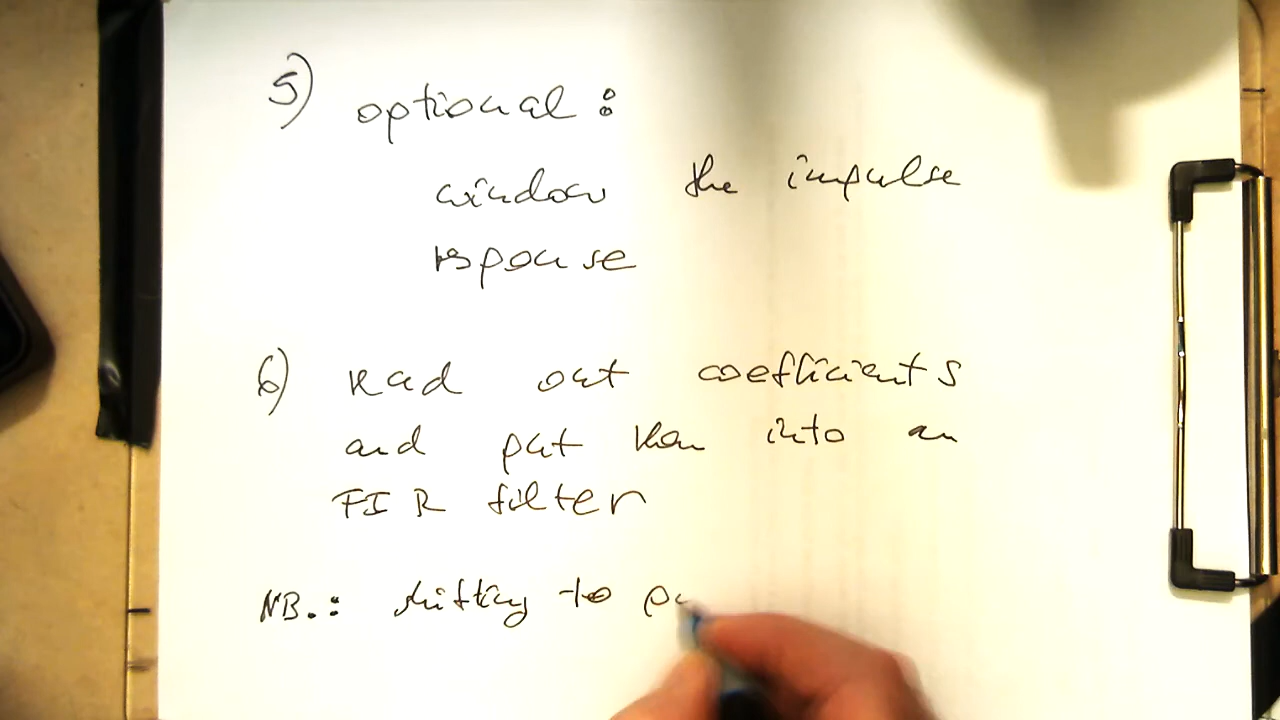 5) optional:
window the impulse
response
6) read out coefficients
and put them into an
FIR filter
NB.: shifting to